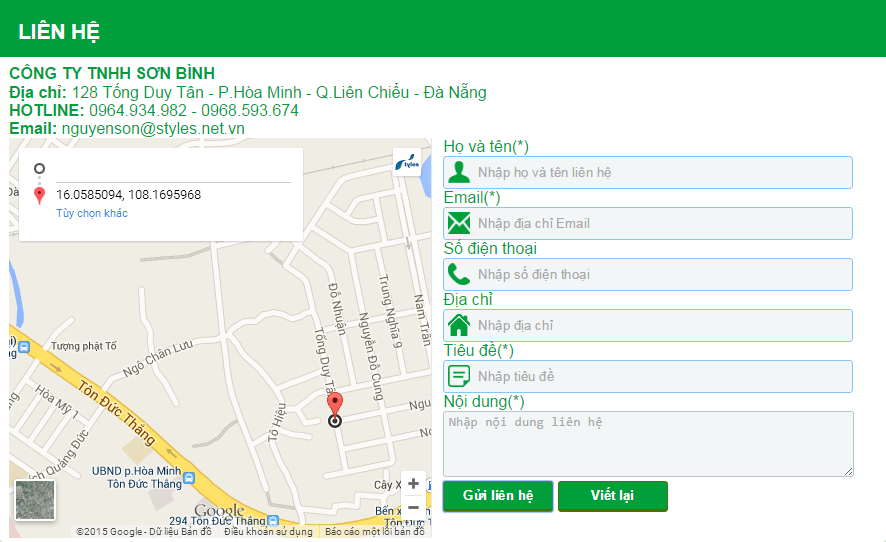 LIÊN HỆ
CÔNG TY TNHH SƠN BÌNH
Địa chỉ: 128 Tống Duy Tân - P.Hòa Minh - Q.Liên Chiểu - Đà Nẵng
HOTLINE: 0964.934.982 - 0968.593.674
Email: nguyenson@styles.net.vn
16.0585094, 108.1695968
Tùy chọn khác
styles
Đỗ Nhuận
Tống Duy Tâ
Nguyễn Đỗ Cung
Trung Nghĩa 9
Nam Trân
Tượng phật Tổ
Ngô Chân Lưu
Hòa Mỹ 1
Tôn Đức Thắng
Tô Hiệu
Ngu
Nguy
ích Quảng Đức
UBND p.Hòa Minh
Tôn Đức Thắng
Cây X
Bến x
Google
294 Tôn Đức Thắng
©2015 Google - Dữ liệu Bản đồ
Điều khoản sử dụng
Báo cáo một lỗi bản đồ
Họ và tên(*)
Nhập họ và tên liên hệ
Email(*)
Nhập địa chỉ Email
Số điện thoại
Nhập số điện thoại
Địa chỉ
Nhập địa chỉ
Tiêu đề(*)
Nhập tiêu đề
Nội dung(*)
Nhập nội dung liên hệ
Gửi liên hệ
Viết lại